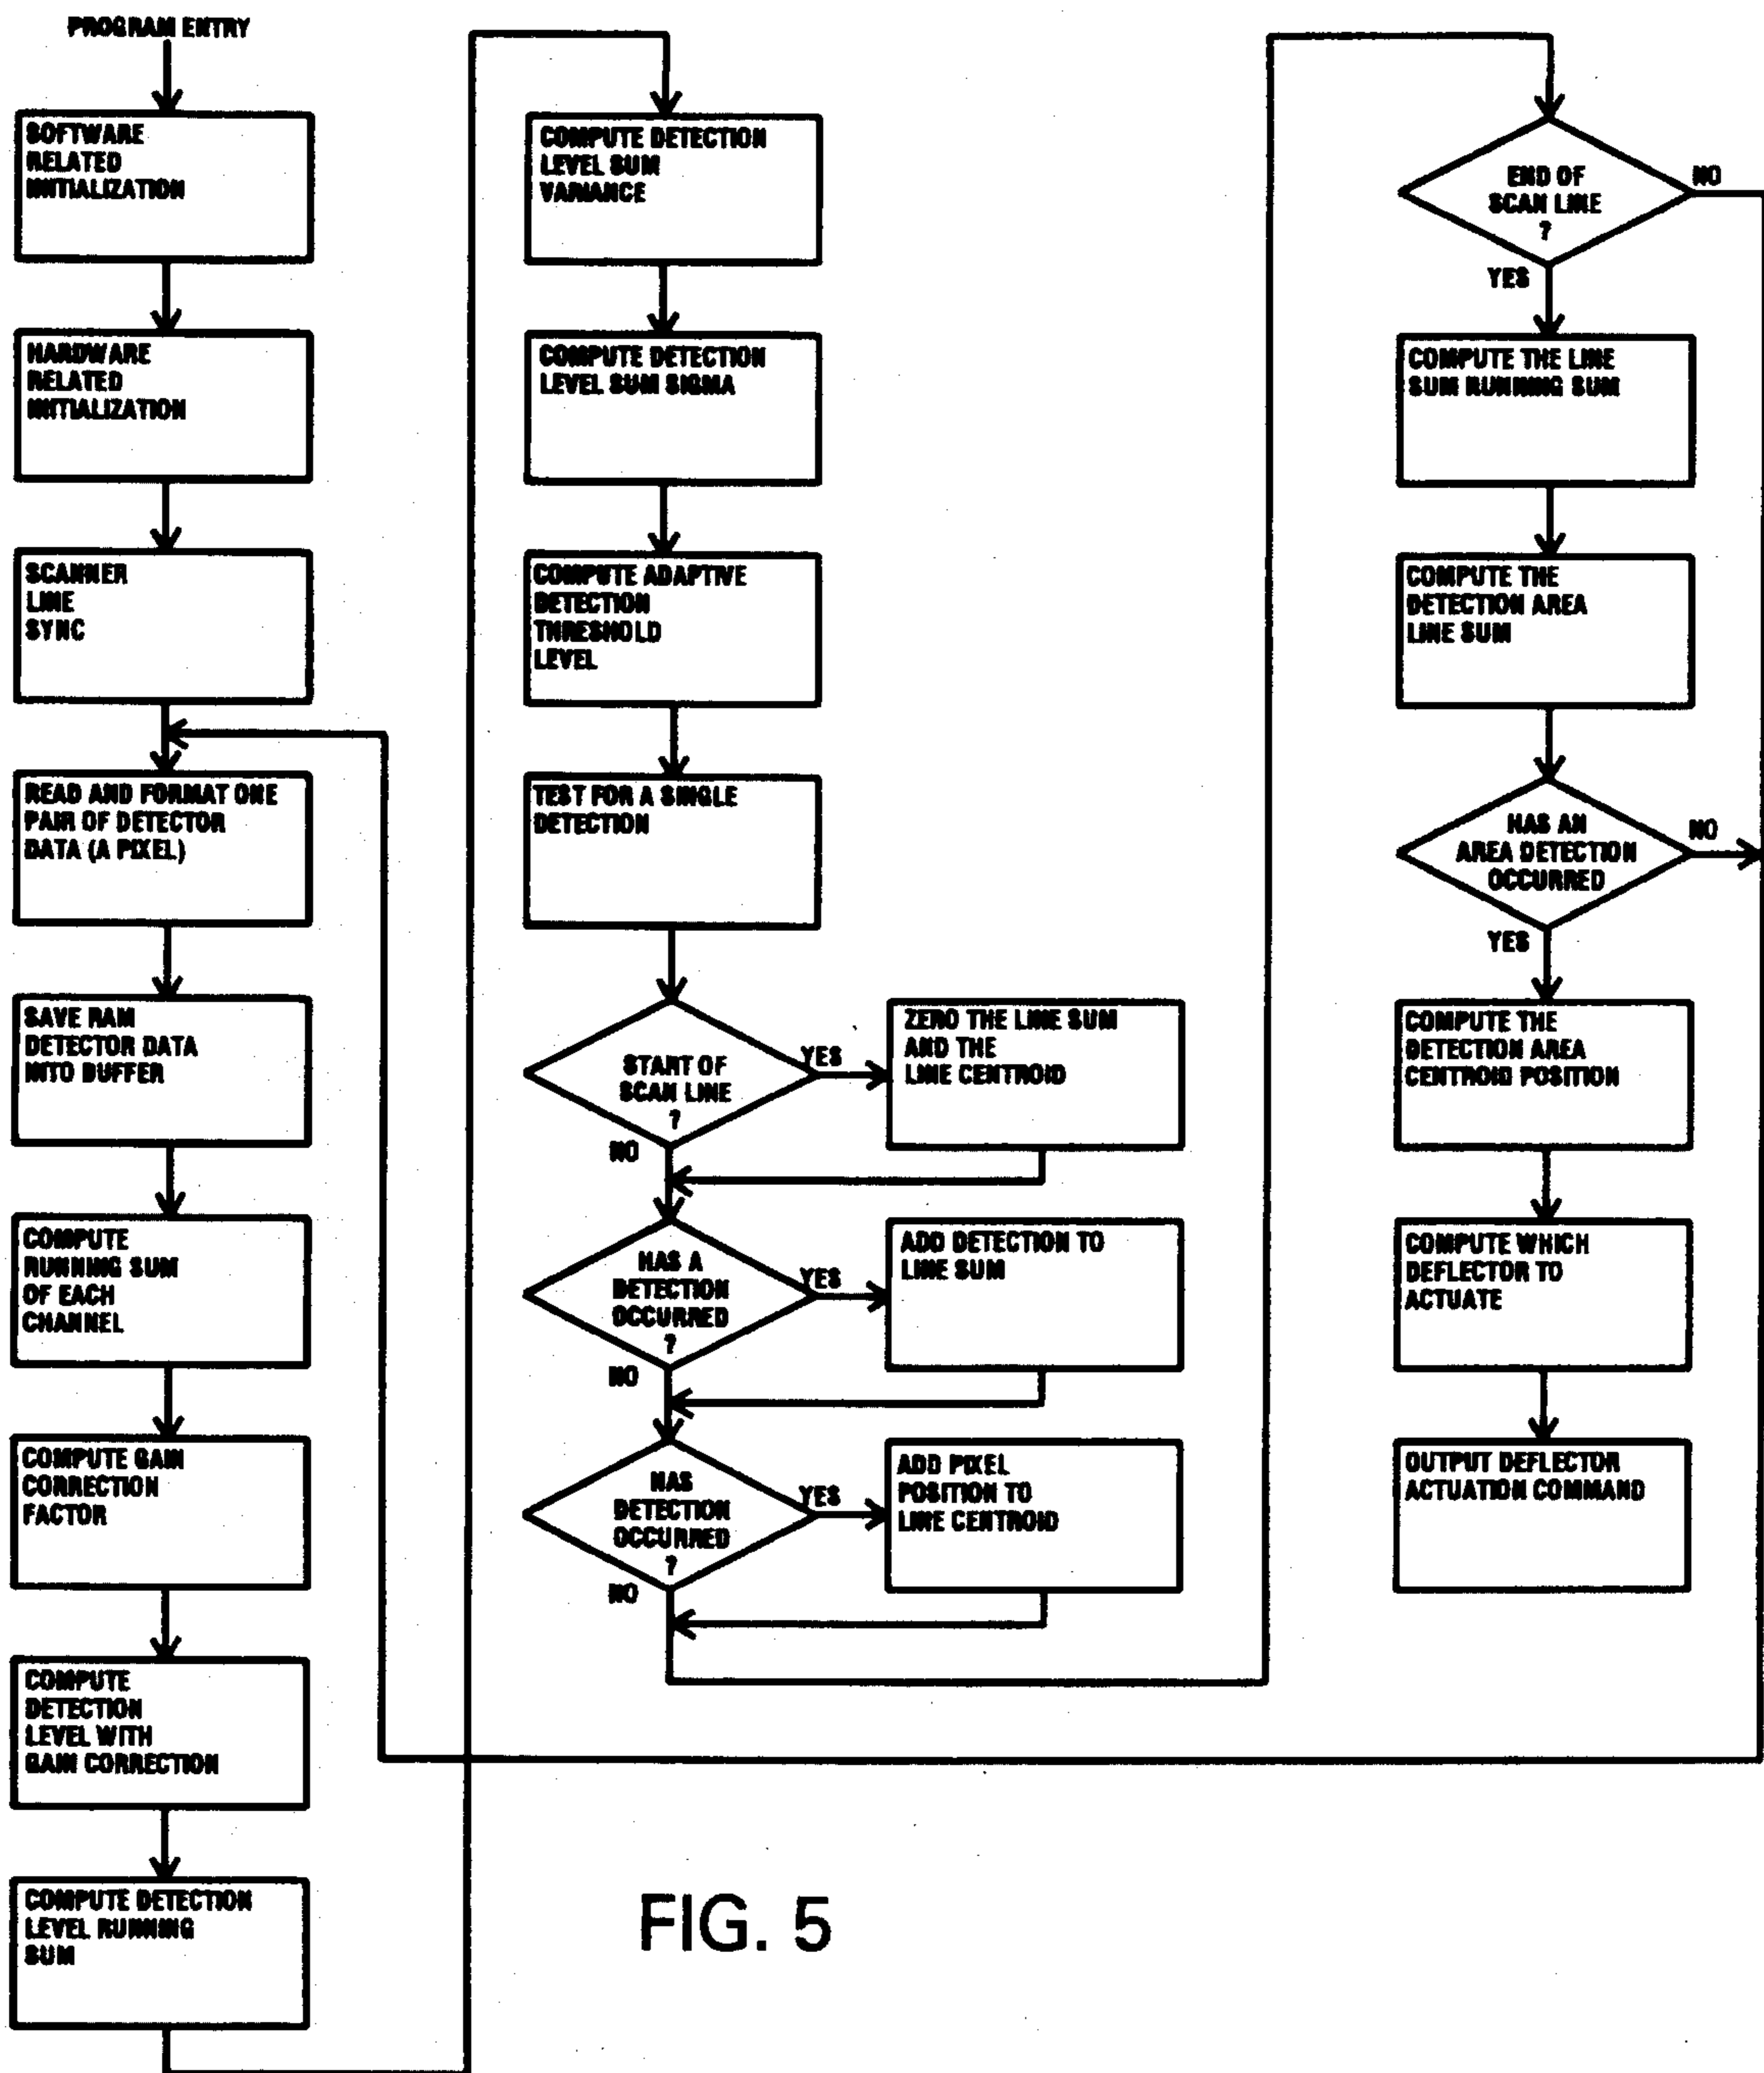 PROGRAM ENTRY
SOFTWARE
RELATED
INITIALIZATION
HARDWARE
RELATED
INITIALIZATION
SCANNER
LINE
SYNC
READ AND FORMAT ONE
PAIR OF DETECTOR
DATA (A PIXEL)
SAVE RAM
DETECTOR DATA
INTO BUFFER
COMPUTE
RUNNING SUM
OF EACH
CHANNEL
COMPUTE GAIN
CORRECTION
FACTOR
COMPUTE
DETECTION
LEVEL WITH
GAIN CORRECTION
COMPUTE DETECTION
LEVEL RUNNING
SUM
COMPUTE DETECTION
LEVEL SUM
VARIANCE
COMPUTE DETECTION
LEVEL SUM SIGMA
COMPUTE ADAPTIVE
DETECTION
THRESHOLD
LEVEL
TEST FOR A SINGLE
DETECTION
START OF
SCAN LINE
?
YES
NO
ZERO THE LINE SUM
AND THE
LINE CENTROID
HAS A
DETECTION
OCCURRED
?
YES
NO
ADD DETECTION TO
LINE SUM
HAS
DETECTION
OCCURRED
?
YES
NO
ADD PIXEL
POSITION TO
LINE CENTROID
END OF
SCAN LINE
?
NO
YES
COMPUTE THE LINE
SUM RUNNING SUM
COMPUTE THE
DETECTION AREA
LINE SUM
HAS AN
AREA DETECTION
OCCURRED
NO
YES
COMPUTE THE
DETECTION AREA
CENTROID POSITION
COMPUTE WHICH
DEFLECTOR TO
ACTUATE
OUTPUT DEFLECTOR
ACTUATION COMMAND
FIG. 5